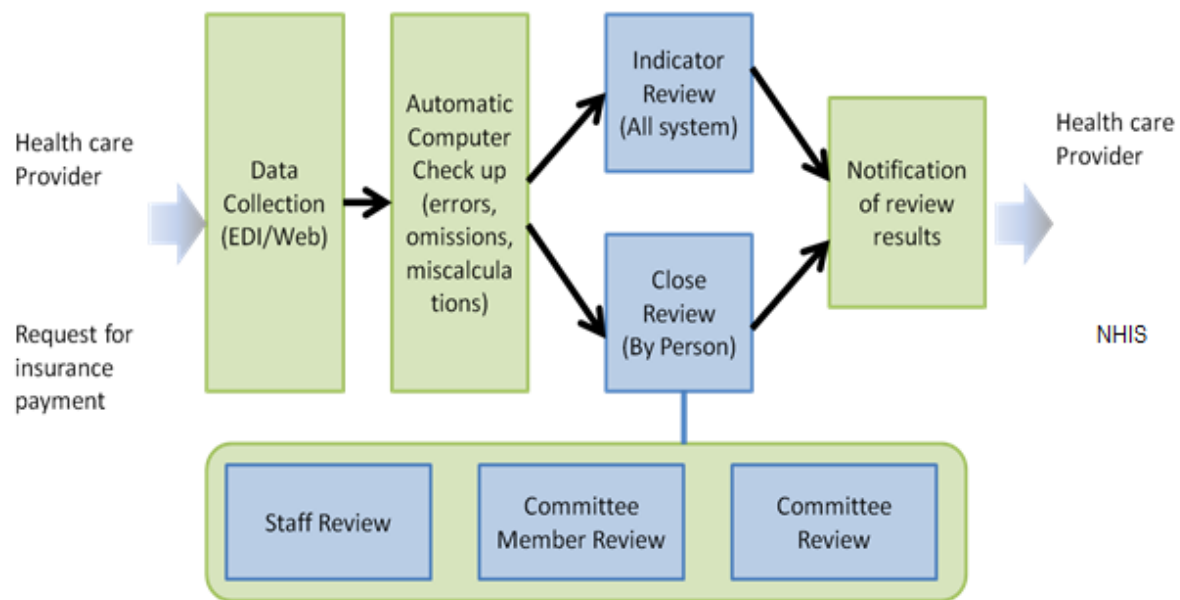 Health care
Provider
Request for
insurance
payment
Data
Collection
(EDI/Web)
Automatic
Computer
Check up
(errors,
omissions,
miscalcula
tions)
Indicator
Review
(All system)
Close
Review
(By Person)
Notification
of review
results
Health care
Provider
NHIS
Staff Review
Committee
Member Review
Committee
Review